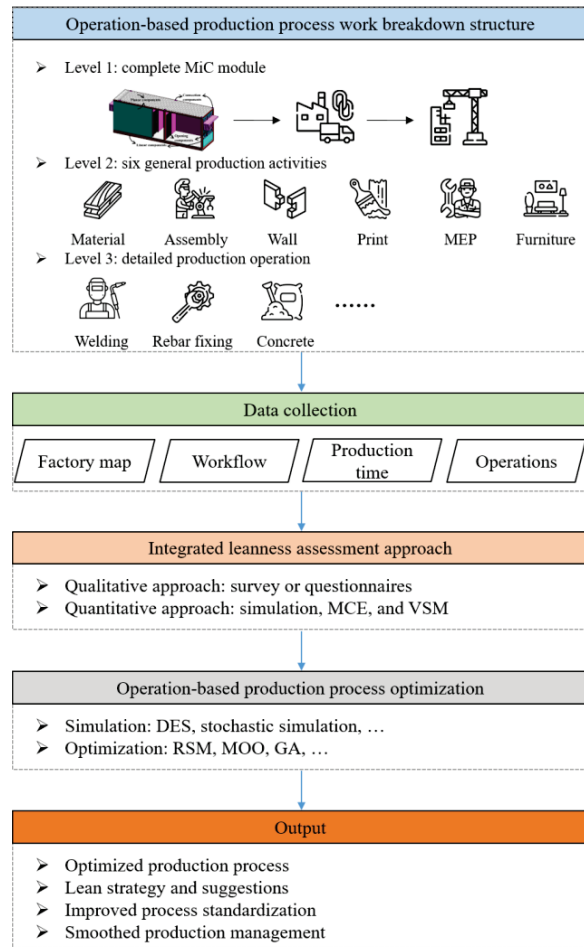 Operation-based production process work breakdown structure
➢ Level 1: complete MiC module
➢ Level 2: six general production activities
Material Assembly Wall Print MEP Furniture
➢ Level 3: detailed production operation
Welding Rebar fixing Concrete ......
Data collection
Factory map Workflow Production time Operations
Integrated leanness assessment approach
➢ Qualitative approach: survey or questionnaires
➢ Quantitative approach: simulation, MCE, and VSM
Operation-based production process optimization
➢ Simulation: DES, stochastic simulation, …
➢ Optimization: RSM, MOO, GA, …
Output
➢ Optimized production process
➢ Lean strategy and suggestions
➢ Improved process standardization
➢ Smoothed production management